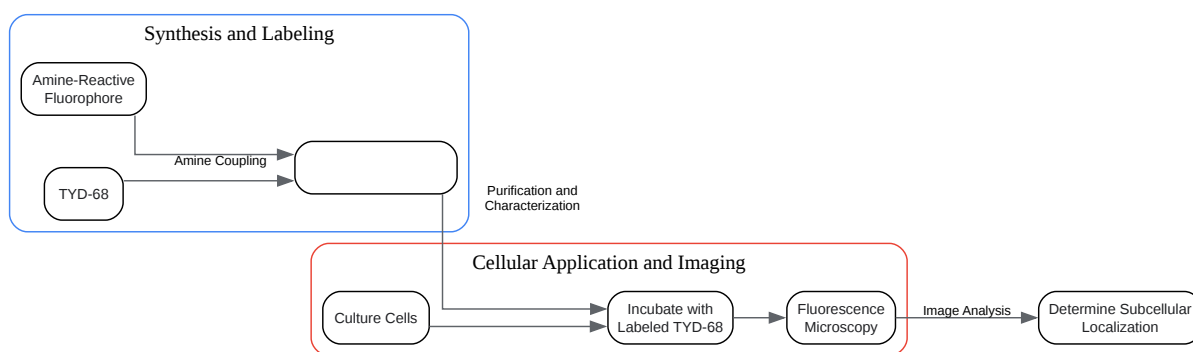 Synthesis and Labeling
Amine-Reactive
Fluorophore
Amine Coupling
TYD-68
Purification and
Characterization
Cellular Application and Imaging
Culture Cells
Incubate with
Labeled TYD-68
Fluorescence
Microscopy
Image Analysis
Determine Subcellular
Localization